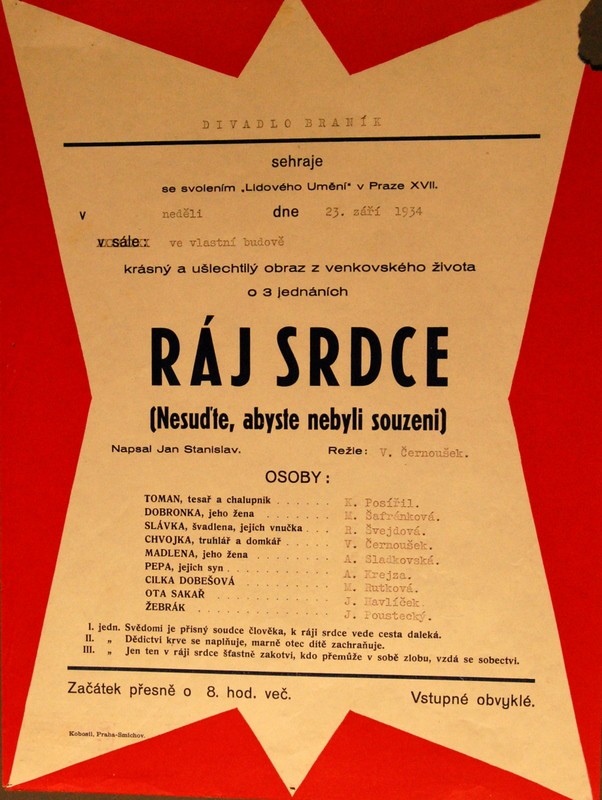 DIVADLO BRANÍK
sehraje
se svolením „Lidového Umění" v Praze XVII.
v neděli dne 23. září 1934
v sále: ve vlastní budově
krásný a ušlechtilý obraz z venkovského života
o 3 jednáních
RÁJ SRDCE
(Nesuďte, abyste nebyli souzeni)
Napsal Jan Stanislav. Režie: V. Černoušek.
OSOBY:
TOMAN, tesař a chalupník . . . . . . K. Posířil.
DOBRONKA, jeho žena . . . . . . . M. Šafránková.
SLÁVKA, švadlena, jejich vnučka . . . R. Švejdová.
CHVOJKA, truhlář a domkář . . . . . V. Černoušek.
MADLENA, jeho žena . . . . . . . . A. Sladkovská.
PEPA, jejich syn . . . . . . . . . . A. Krejza.
CILKA DOBEŠOVÁ . . . . . . . . . M. Rutková.
OTA SAKAŘ . . . . . . . . . . . J. Havlíček.
ŽEBRÁK . . . . . . . . . . . . J. Poustecký.
I. jedn. Svědomí je přísný soudce člověka, k ráji srdce vede cesta daleká.
II. „ Dědictví krve se naplňuje, marně otec dítě zachraňuje.
III. „ Jen ten v ráji srdce šťastně zakotví, kdo přemůže v sobě zlobu, vzdá se sobectví.
Začátek přesně o 8. hod. več. Vstupné obvyklé.
Kobosil, Praha-Smíchov.